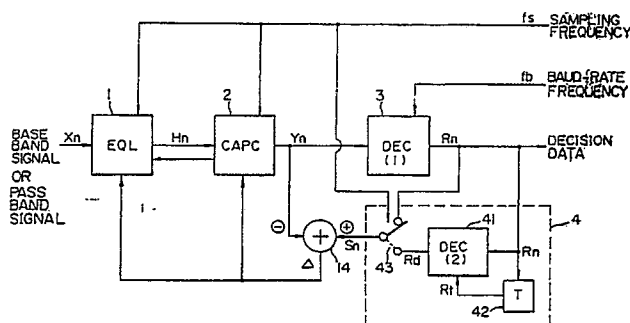 fs SAMPLING FREQUENCY
fb BAUD-RATE FREQUENCY
1
2
3
BASE BAND SIGNAL OR PASS BAND SIGNAL
Xn
EQL
Hn
CAPC
Yn
DEC (1)
Rn
DECISION DATA
⊖
+
⊕
Sn
Δ
14
43
Rd
41
DEC (2)
Rn
4
Rt
T
42